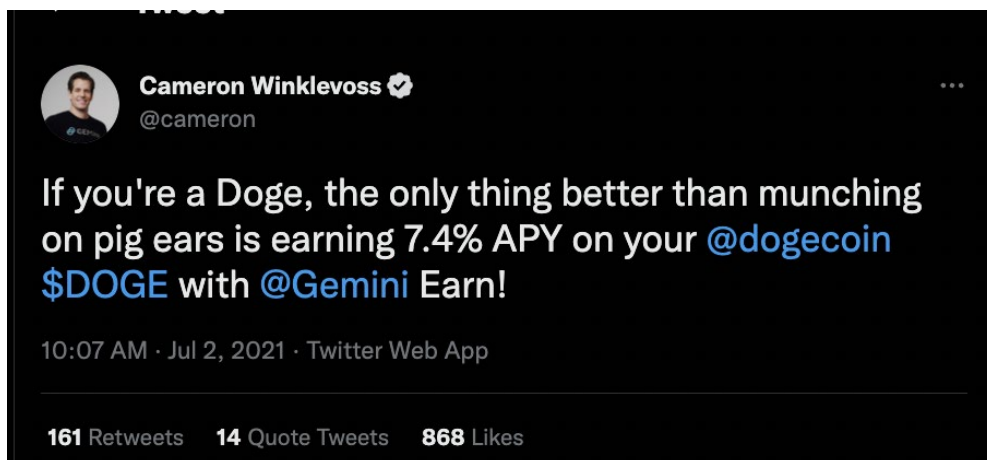 Tweet
Cameron Winklevoss
@cameron
If you're a Doge, the only thing better than munching
on pig ears is earning 7.4% APY on your @dogecoin
$DOGE with @Gemini Earn!
10:07 AM · Jul 2, 2021 · Twitter Web App
161 Retweets 14 Quote Tweets 868 Likes